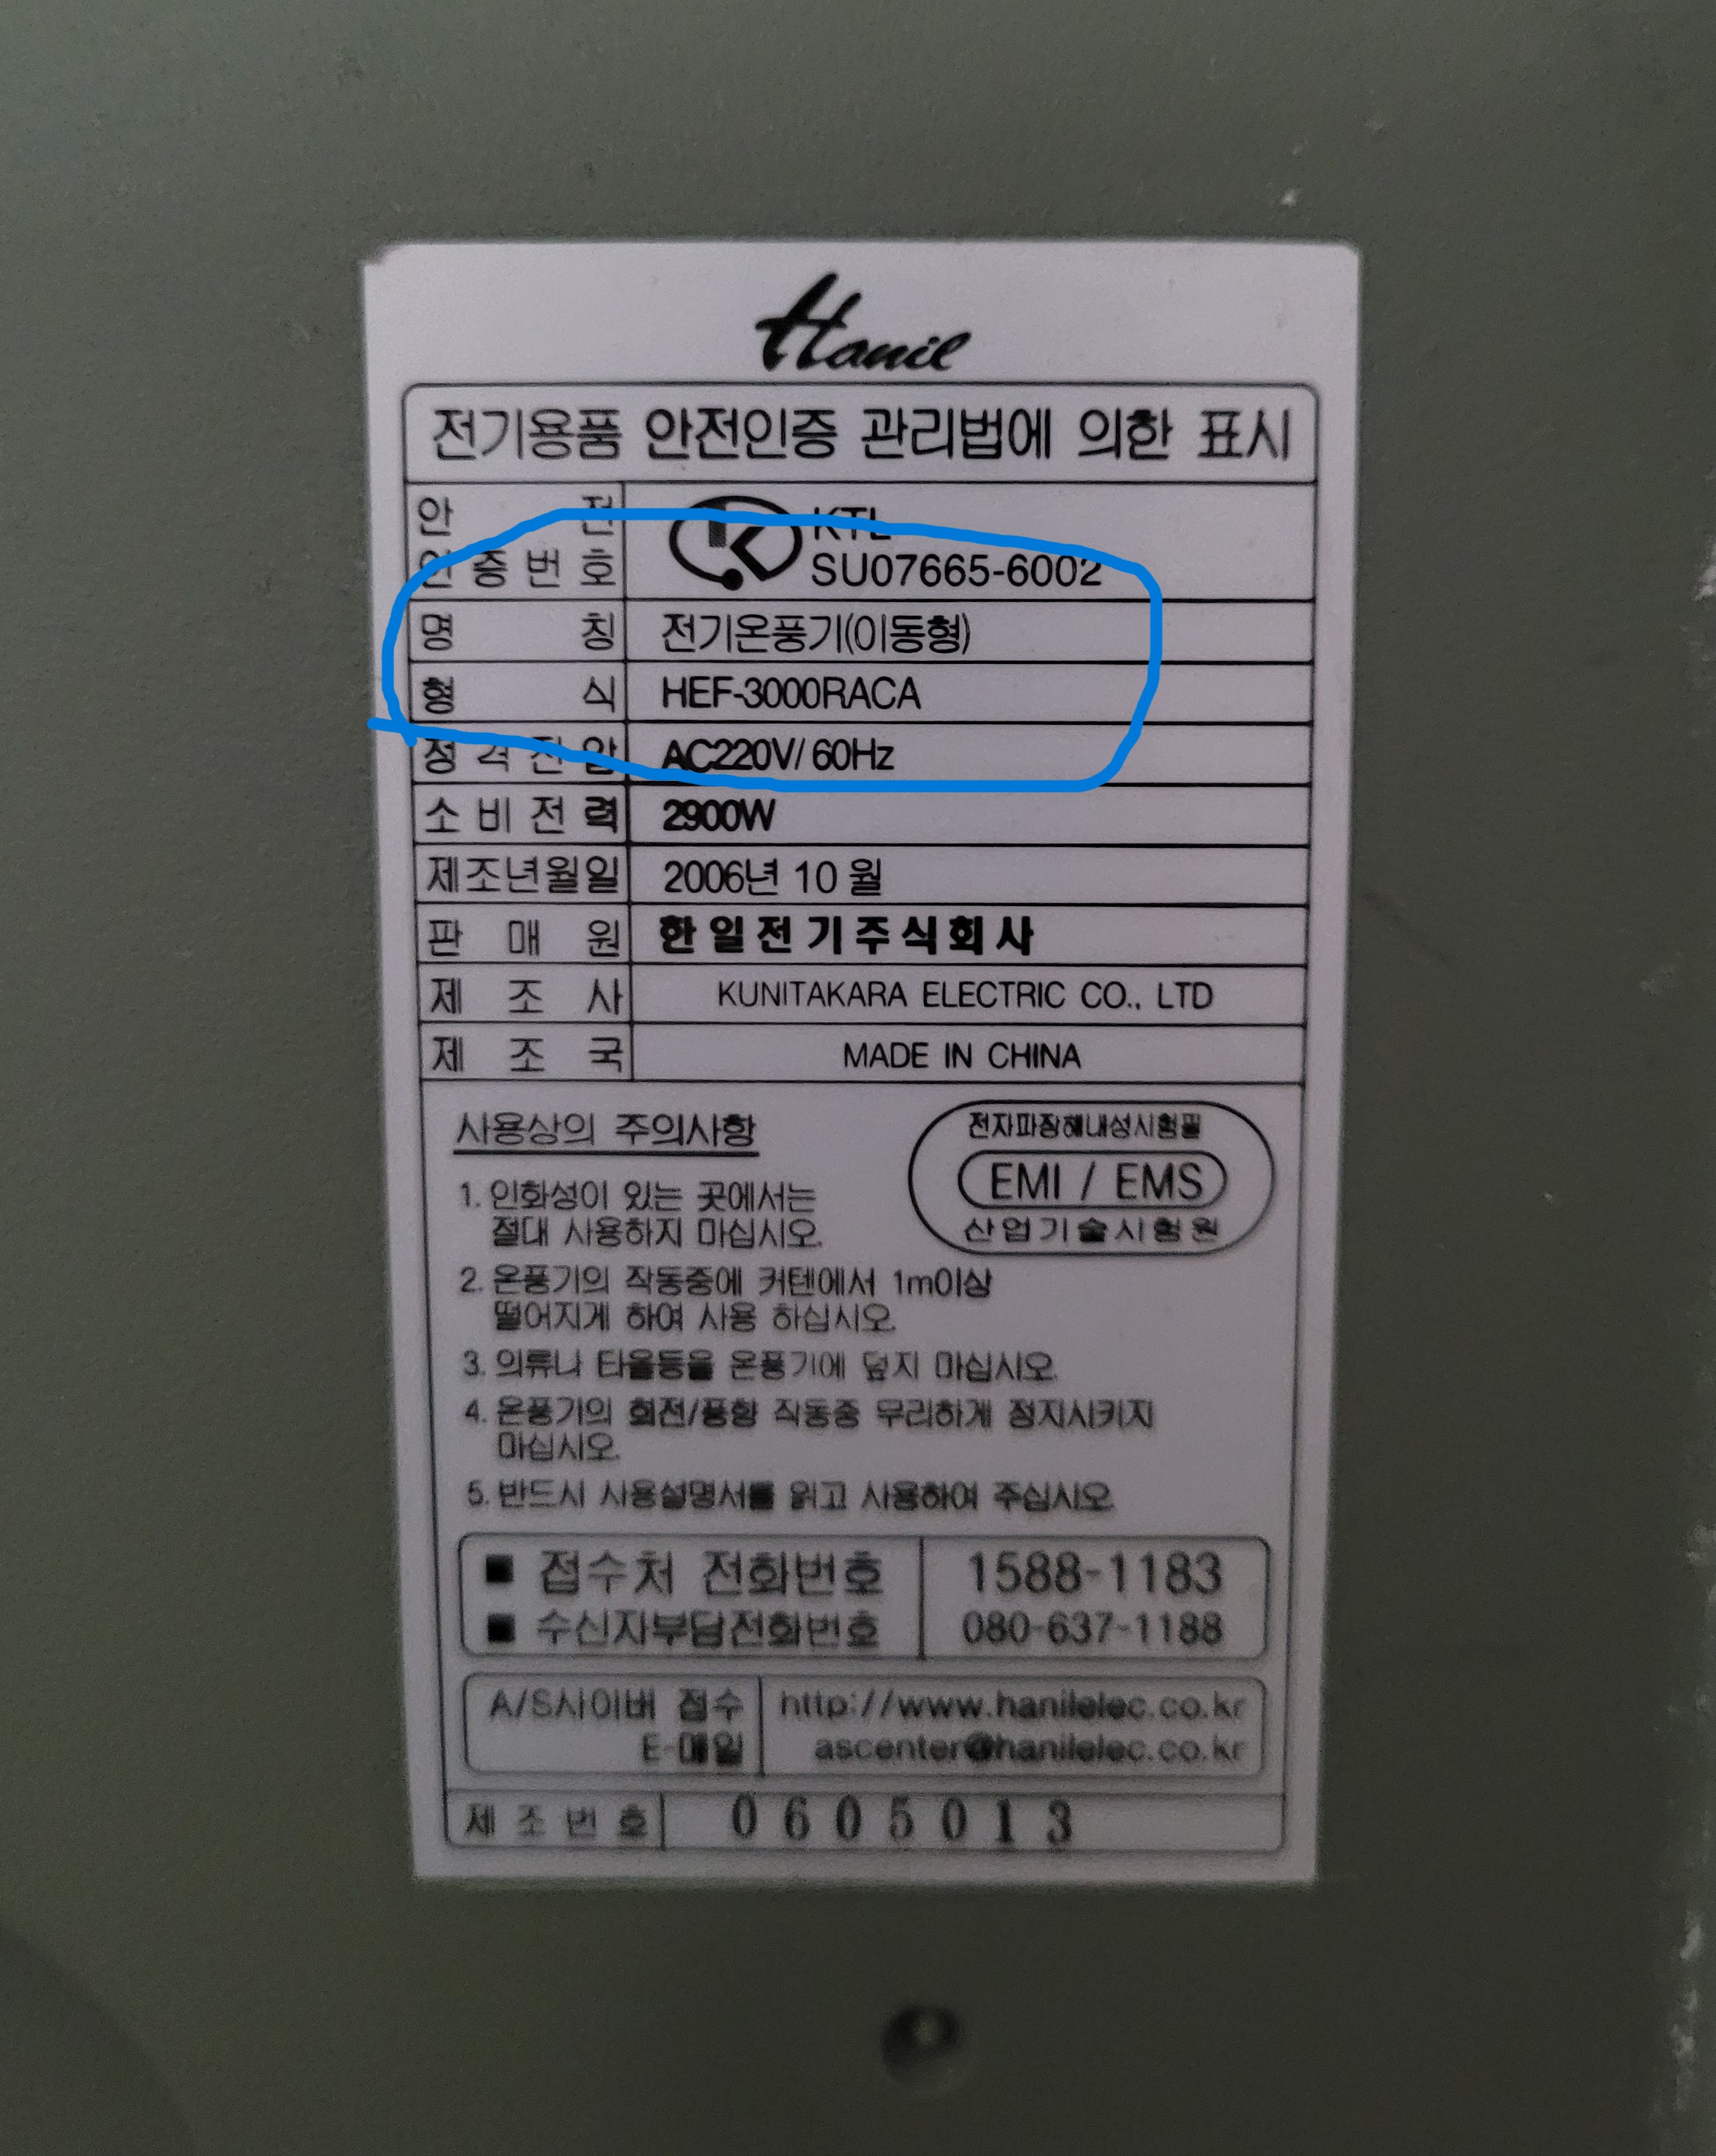 Hanil
전기용품 안전인증 관리법에 의한 표시
안 전 인증번호 KTL SU07665-6002
명 칭 전기온풍기(이동형)
형 식 HEF-3000RACA
정격전압 AC220V/60Hz
소비전력 2900W
제조년월일 2006년 10월
판 매 원 한일전기주식회사
제 조 사 KUNITAKARA ELECTRIC CO., LTD
제 조 국 MADE IN CHINA
사용상의 주의사항
전자파장해내성시험필
EMI / EMS
산업기술시험원
1. 인화성이 있는 곳에서는
절대 사용하지 마십시오.
2. 온풍기의 작동중에 커텐에서 1m이상
떨어지게 하여 사용 하십시오.
3. 의류나 타올등을 온풍기에 덮지 마십시오.
4. 온풍기의 회전/풍향 작동중 무리하게 정지시키지
마십시오.
5. 반드시 사용설명서를 읽고 사용하여 주십시오.
■ 접수처 전화번호 1588-1183
■ 수신자부담전화번호 080-637-1188
A/S사이버 접수 http://www.hanilelec.co.kr
E-메일 ascenter@hanilelec.co.kr
제조번호 0605013